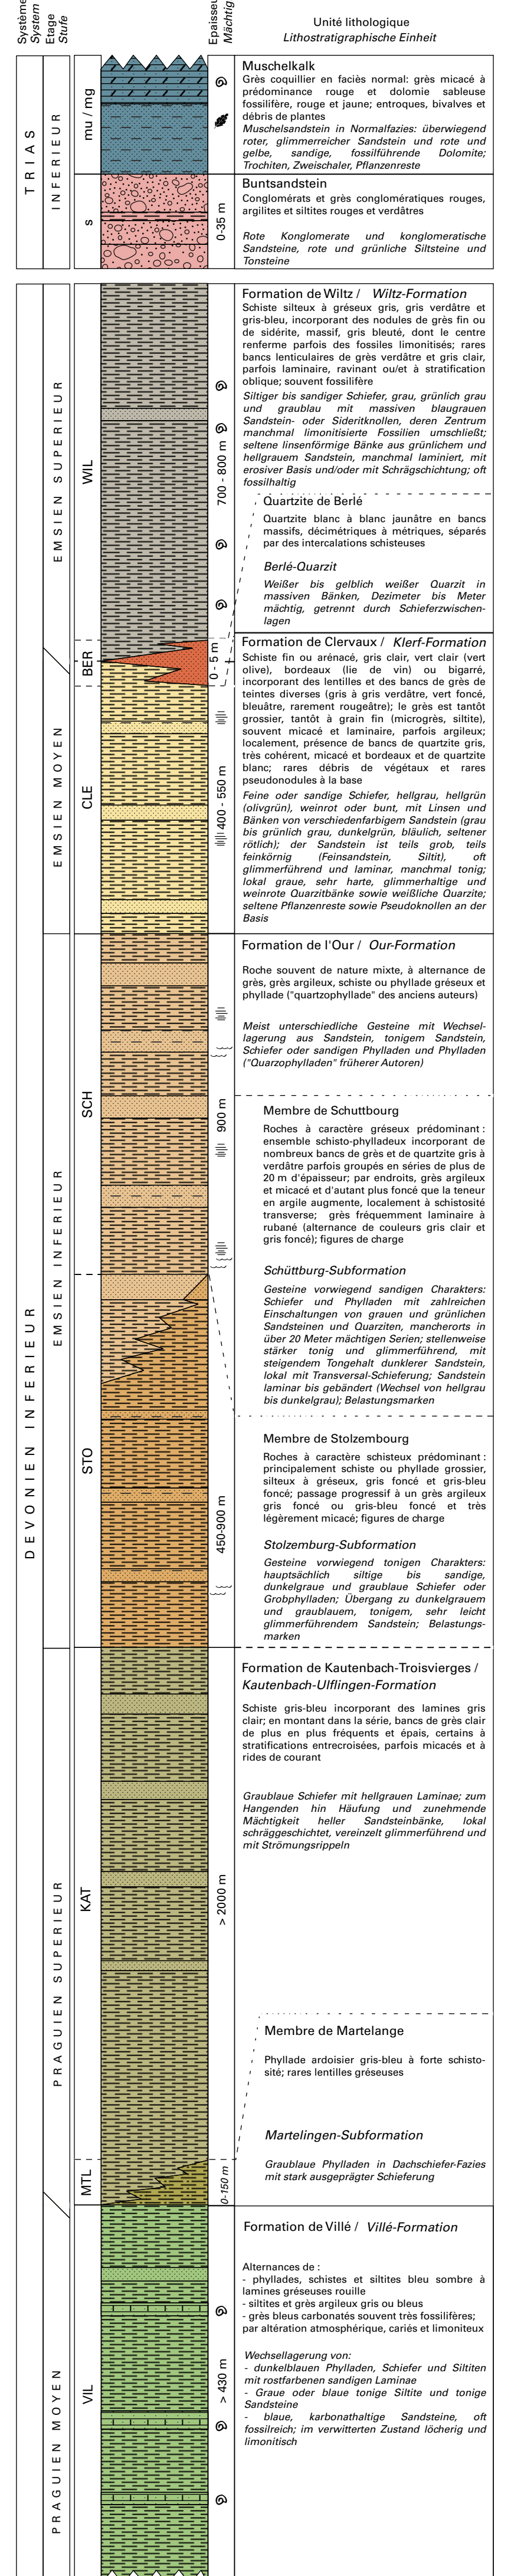 Système
System
Etage
Stufe
Epaisseur
Mächtig
Unité lithologique
Lithostratigraphische Einheit
TRIAS
INFERIEUR
mu / mg
Muschelkalk
Grès coquillier en faciès normal: grès micacé à
prédominance rouge et dolomie sableuse
fossilifère, rouge et jaune; entroques, bivalves et
débris de plantes
Muschelsandstein in Normalfazies: überwiegend
roter, glimmerreicher Sandstein und rote und
gelbe, sandige, fossilführende Dolomite;
Trochiten, Zweischaler, Pflanzenreste
s
0-35 m
Buntsandstein
Conglomérats et grès conglomératiques rouges,
argilites et siltites rouges et verdâtres
Rote Konglomerate und konglomeratische
Sandsteine, rote und grünliche Siltsteine und
Tonsteine
DEVONIEN INFERIEUR
EMSIEN SUPERIEUR
WIL
700 - 800 m
Formation de Wiltz / Wiltz-Formation
Schiste silteux à gréseux gris, gris verdâtre et
gris-bleu, incorporant des nodules de grès fin ou
de sidérite, massif, gris bleuté, dont le centre
renferme parfois des fossiles limonitisés; rares
bancs lenticulaires de grès verdâtre et gris clair,
parfois laminaire, ravinant ou/et à stratification
oblique; souvent fossilifère
Siltiger bis sandiger Schiefer, grau, grünlich grau
und graublau mit massiven blaugrauen
Sandstein- oder Sideritknollen, deren Zentrum
manchmal limonitisierte Fossilien umschließt;
seltene linsenförmige Bänke aus grünlichem und
hellgrauem Sandstein, manchmal laminiert, mit
erosiver Basis und/oder mit Schrägschichtung; oft
fossilhaltig
Quartzite de Berlé
Quartzite blanc à blanc jaunâtre en bancs
massifs, décimétriques à métriques, séparés
par des intercalations schisteuses
Berlé-Quarzit
Weißer bis gelblich weißer Quarzit in
massiven Bänken, Dezimeter bis Meter
mächtig, getrennt durch Schieferzwischen-
lagen
BER
0 - 5 m
EMSIEN MOYEN
CLE
400 - 550 m
Formation de Clervaux / Klerf-Formation
Schiste fin ou arénacé, gris clair, vert clair (vert
olive), bordeaux (lie de vin) ou bigarré,
incorporant des lentilles et des bancs de grès de
teintes diverses (gris à gris verdâtre, vert foncé,
bleuâtre, rarement rougeâtre); le grès est tantôt
grossier, tantôt à grain fin (microgrès, siltite),
souvent micacé et laminaire, parfois argileux;
localement, présence de bancs de quartzite gris,
très cohérent, micacé et bordeaux et de quartzite
blanc; rares débris de végétaux et rares
pseudonodules à la base
Feine oder sandige Schiefer, hellgrau, hellgrün
(olivgrün), weinrot oder bunt, mit Linsen und
Bänken von verschiedenfarbigem Sandstein (grau
bis grünlich grau, dunkelgrün, bläulich, seltener
rötlich); der Sandstein ist teils grob, teils
feinkörnig (Feinsandstein, Siltit), oft
glimmerführend und laminar, manchmal tonig;
lokal graue, sehr harte, glimmerhaltige und
weinrote Quarzitbänke sowie weißliche Quarzite;
seltene Pflanzenreste sowie Pseudoknollen an der
Basis
EMSIEN INFERIEUR
SCH
900 m
Formation de l'Our / Our-Formation
Roche souvent de nature mixte, à alternance de
grès, grès argileux, schiste ou phyllade gréseux et
phyllade ("quartzophyllade" des anciens auteurs)
Meist unterschiedliche Gesteine mit Wechsel-
lagerung aus Sandstein, tonigem Sandstein,
Schiefer oder sandigen Phylladen und Phylladen
("Quarzophylladen" früherer Autoren)
Membre de Schuttbourg
Roches à caractère gréseux prédominant :
ensemble schisto-phylladeux incorporant de
nombreux bancs de grès et de quartzite gris à
verdâtre parfois groupés en séries de plus de
20 m d'épaisseur; par endroits, grès argileux
et micacé et d'autant plus foncé que la teneur
en argile augmente, localement à schistosité
transverse; grès fréquemment laminaire à
rubané (alternance de couleurs gris clair et
gris foncé); figures de charge
Schüttburg-Subformation
Gesteine vorwiegend sandigen Charakters:
Schiefer und Phylladen mit zahlreichen
Einschaltungen von grauen und grünlichen
Sandsteinen und Quarziten, mancherorts in
über 20 Meter mächtigen Serien; stellenweise
stärker tonig und glimmerführend, mit
steigendem Tongehalt dunklerer Sandstein,
lokal mit Transversal-Schieferung; Sandstein
laminar bis gebändert (Wechsel von hellgrau
bis dunkelgrau); Belastungsmarken
STO
450-900 m
Membre de Stolzembourg
Roches à caractère schisteux prédominant :
principalement schiste ou phyllade grossier,
silteux à gréseux, gris foncé et gris-bleu
foncé; passage progressif à un grès argileux
gris foncé ou gris-bleu foncé et très
légèrement micacé; figures de charge
Stolzemburg-Subformation
Gesteine vorwiegend tonigen Charakters:
hauptsächlich siltige bis sandige,
dunkelgraue und graublaue Schiefer oder
Grobphylladen; Übergang zu dunkelgrauem
und graublauem, tonigem, sehr leicht
glimmerführendem Sandstein; Belastungs-
marken
PRAGUIEN SUPERIEUR
KAT
> 2000 m
Formation de Kautenbach-Troisvierges /
Kautenbach-Ulflingen-Formation
Schiste gris-bleu incorporant des lamines gris
clair; en montant dans la série, bancs de grès clair
de plus en plus fréquents et épais, certains à
stratifications entrecroisées, parfois micacés et à
rides de courant
Graublaue Schiefer mit hellgrauen Laminae; zum
Hangenden hin Häufung und zunehmende
Mächtigkeit heller Sandsteinbänke, lokal
schräggeschichtet, vereinzelt glimmerführend und
mit Strömungsrippeln
Membre de Martelange
Phyllade ardoisier gris-bleu à forte schisto-
sité; rares lentilles gréseuses
Martelingen-Subformation
Graublaue Phylladen in Dachschiefer-Fazies
mit stark ausgeprägter Schieferung
MTL
0-150 m
PRAGUIEN MOYEN
VIL
> 430 m
Formation de Villé / Villé-Formation
Alternances de :
- phyllades, schistes et siltites bleu sombre à
lamines gréseuses rouille
- siltites et grès argileux gris ou bleus
- grès bleus carbonatés souvent très fossilifères;
par altération atmosphérique, cariés et limoniteux
Wechsellagerung von:
- dunkelblauen Phylladen, Schiefer und Siltiten
mit rostfarbenen sandigen Laminae
- Graue oder blaue tonige Siltite und tonige
Sandsteine
- blaue, karbonathaltige Sandsteine, oft
fossilreich; im verwitterten Zustand löcherig und
limonitisch